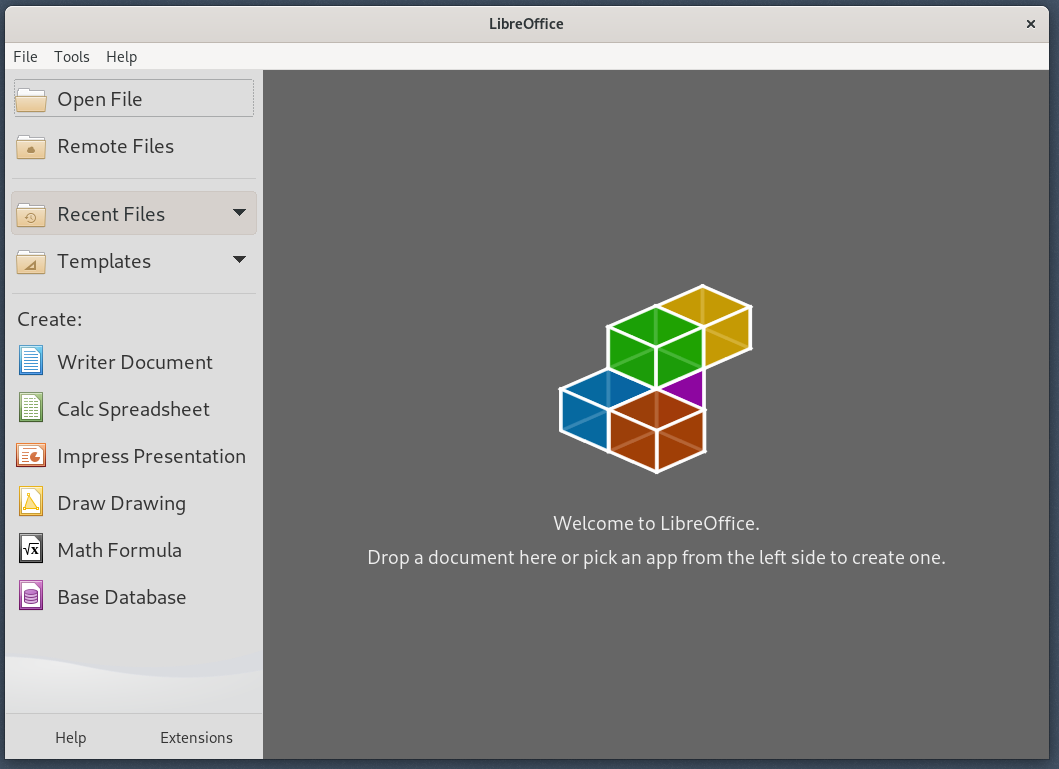 LibreOffice
File Tools Help
Open File
Remote Files
Recent Files
Templates
Create:
Writer Document
Calc Spreadsheet
Impress Presentation
Draw Drawing
√x
Math Formula
Base Database
Welcome to LibreOffice.
Drop a document here or pick an app from the left side to create one.
Help Extensions